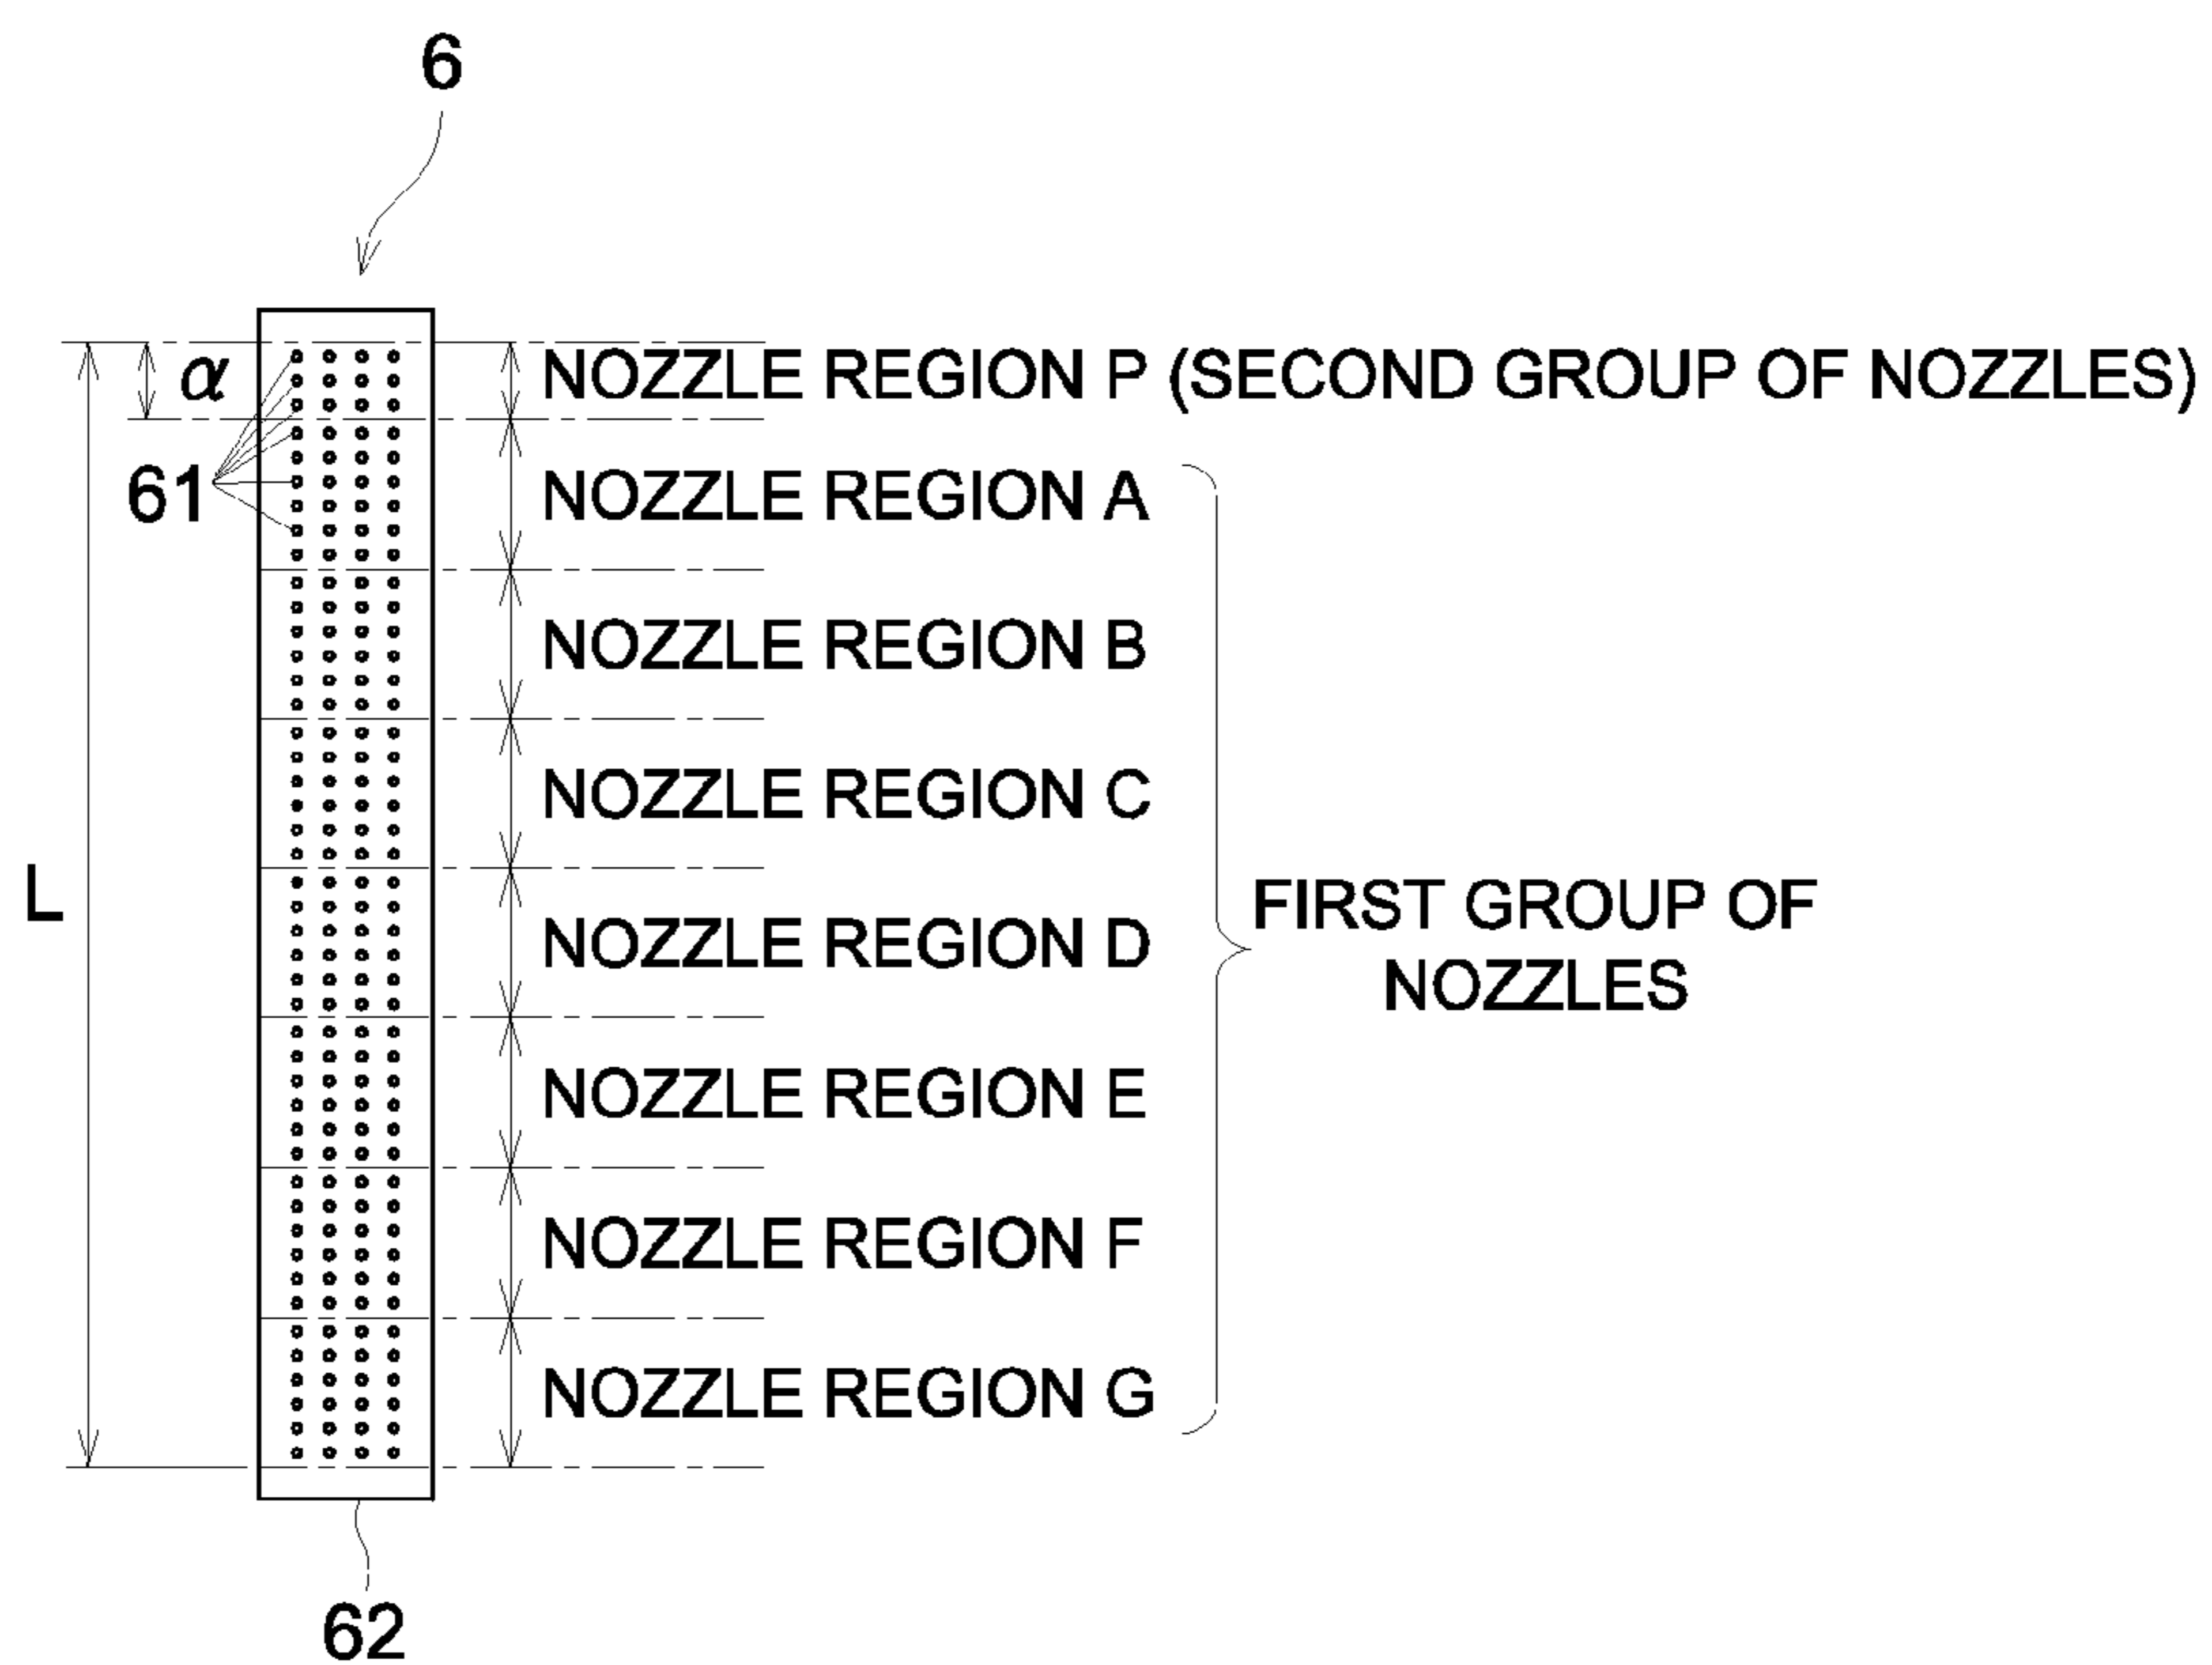 6
α
NOZZLE REGION P (SECOND GROUP OF NOZZLES)
61
NOZZLE REGION A
NOZZLE REGION B
NOZZLE REGION C
L
FIRST GROUP OF
NOZZLES
NOZZLE REGION D
NOZZLE REGION E
NOZZLE REGION F
NOZZLE REGION G
62